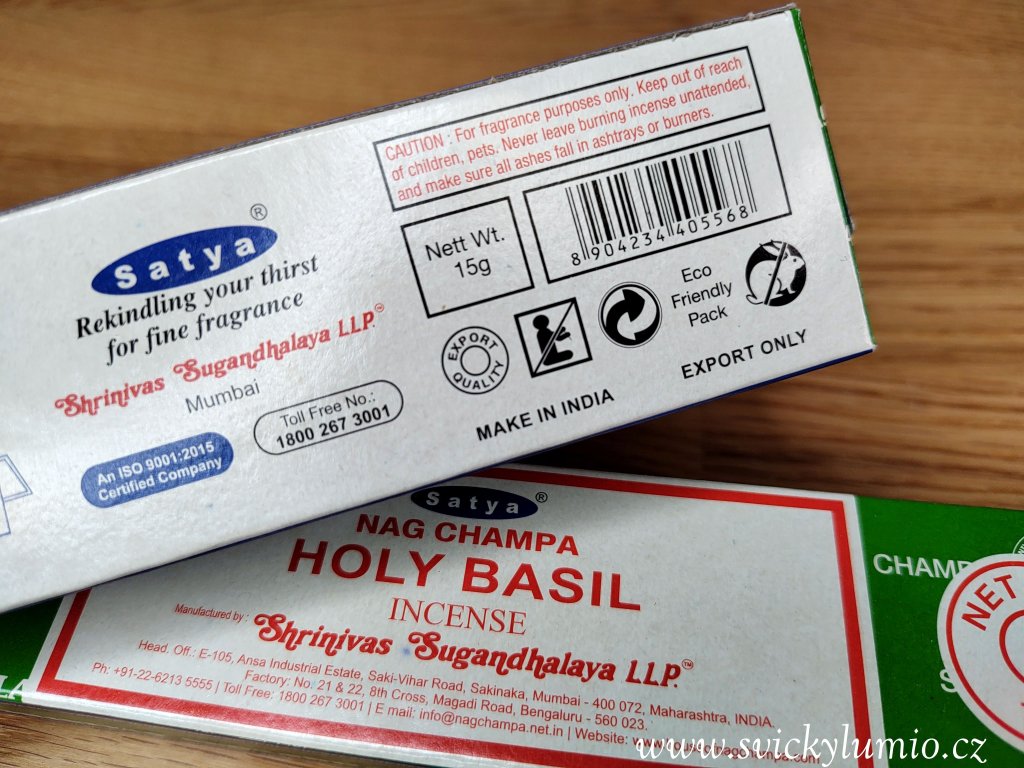 CAUTION : For fragrance purposes only. Keep out of reach
of children, pets. Never leave burning incense unattended,
and make sure all ashes fall in ashtrays or burners.
Satya®
Rekindling your thirst
for fine fragrance
Shrinivas Sugandhalaya LLP.™
Mumbai
An ISO 9001:2015
Certified Company
Toll Free No.:
1800 267 3001
Nett Wt.
15g
8 904234 405568
EXPORT
QUALITY
Eco
Friendly
Pack
MAKE IN INDIA
EXPORT ONLY
Satya®
NAG CHAMPA
HOLY BASIL
INCENSE
Manufactured by :
Shrinivas Sugandhalaya LLP.™
Head. Off.: E-105, Ansa Industrial Estate, Saki-Vihar Road, Sakinaka, Mumbai - 400 072, Maharashtra, INDIA.
Factory: No. 21 & 22, 8th Cross, Magadi Road, Bengaluru - 560 023.
Ph: +91-22-6213 5555 | Toll Free: 1800 267 3001 | E mail: info@nagchampa.net.in | Website:
NET
www.svickylumio.cz